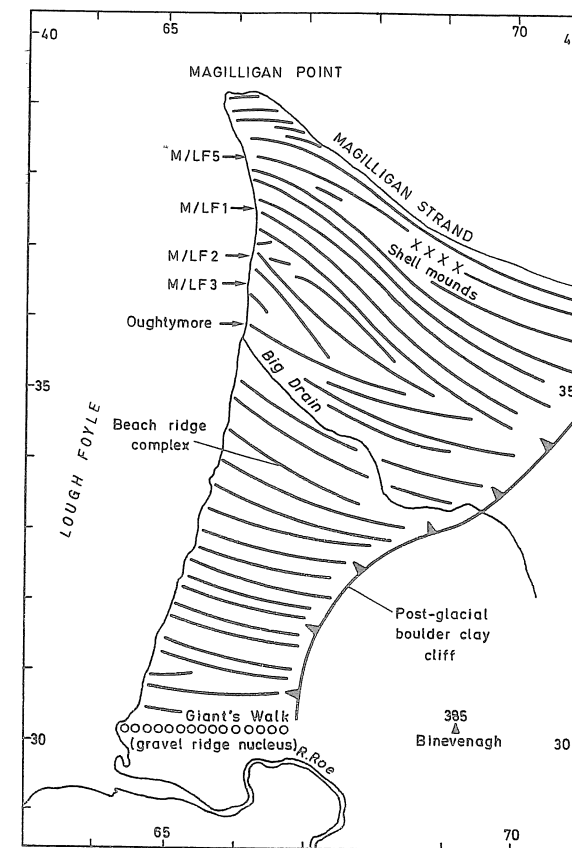 65
70
40
4
MAGILLIGAN POINT
M/LF5
MAGILLIGAN STRAND
M/LF1
XXXX
Shell mounds
M/LF2
M/LF3
Oughtymore
Big Drain
35
35
LOUGH FOYLE
Beach ridge
complex
Post-glacial
boulder clay
cliff
Giant's Walk
(gravel ridge nucleus)
385
Binevenagh
30
30
R.Roe
65
70